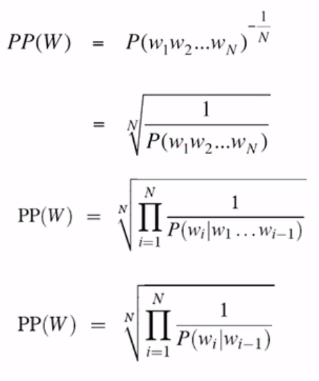 PP(W) = P(w₁w₂...w_N)^(-1/N)
= ᴺ√(1/P(w₁w₂...w_N))
PP(W) = ᴺ√(∏_{i=1}^{N} 1/P(w_i|w₁...w_{i−1}))
PP(W) = ᴺ√(∏_{i=1}^{N} 1/P(w_i|w_{i−1}))